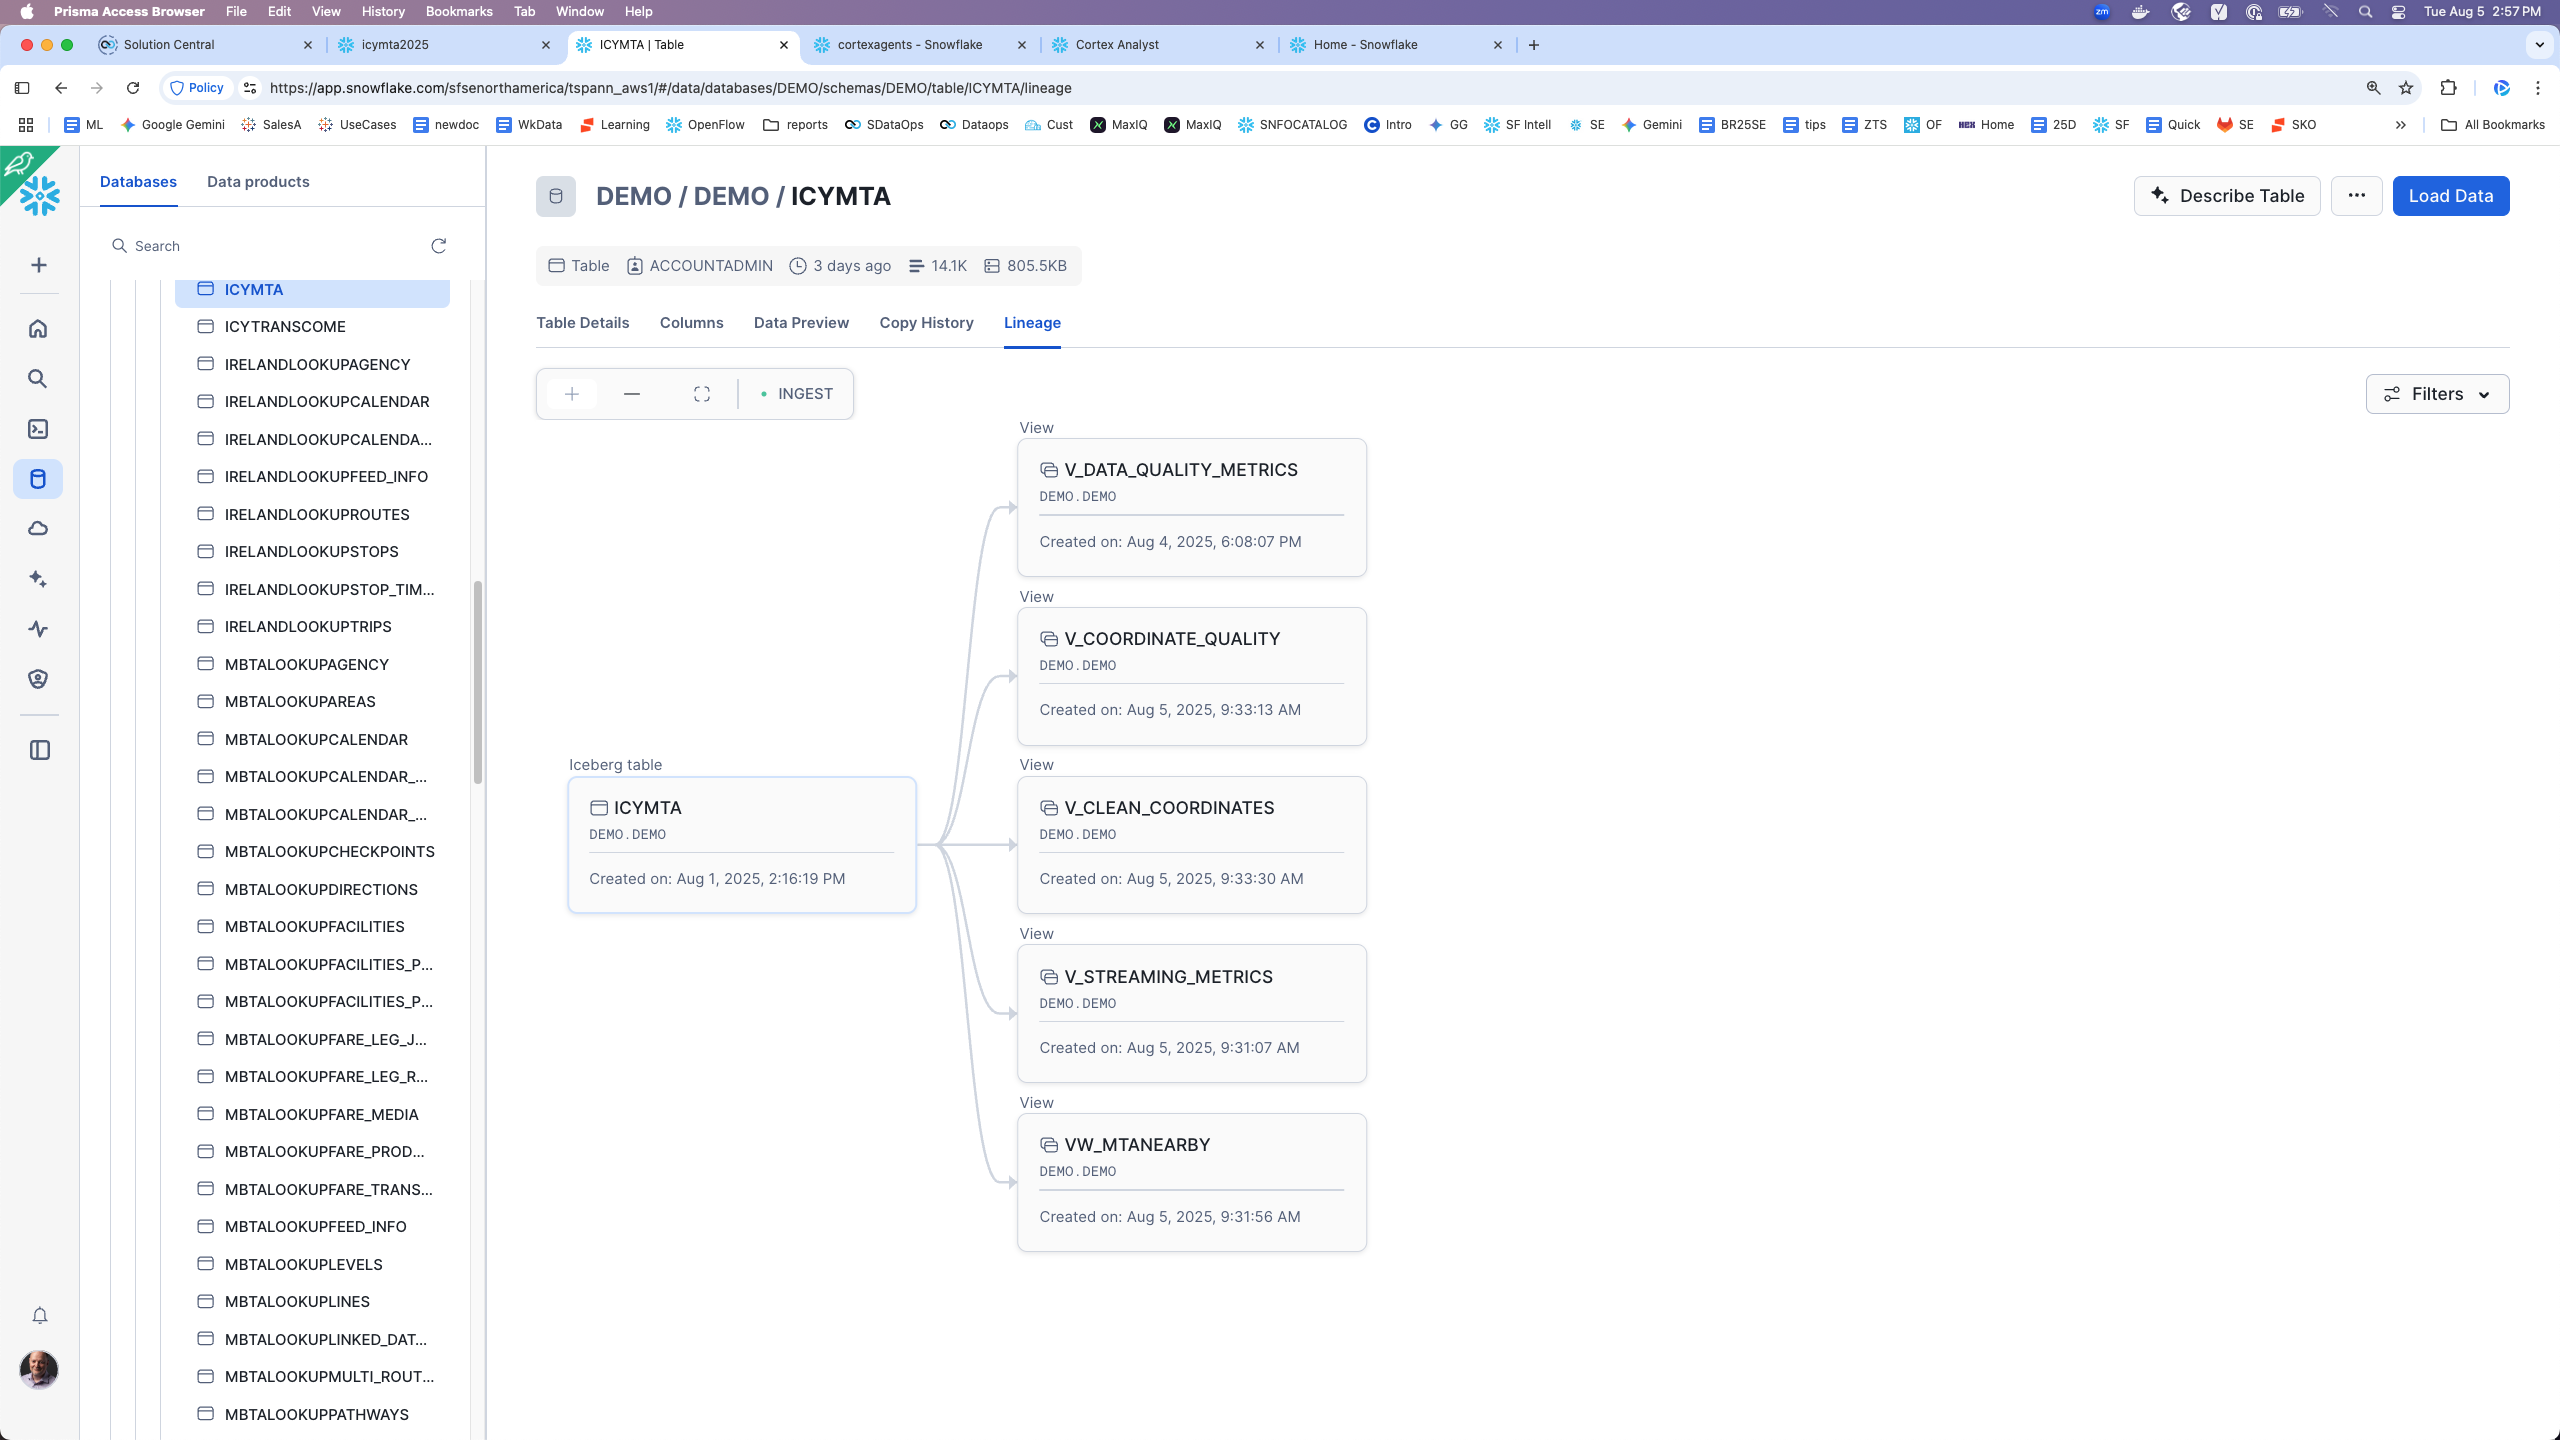 Prisma Access Browser File Edit View History Bookmarks Tab Window Help
zm Tue Aug 5 2:57 PM
Solution Central
icymta2025
ICYMTA | Table
cortexagents - Snowflake
Cortex Analyst
Home - Snowflake
Policy
https://app.snowflake.com/sfsenorthamerica/tspann_aws1/#/data/databases/DEMO/schemas/DEMO/table/ICYMTA/lineage
ML Google Gemini SalesA UseCases newdoc WkData Learning OpenFlow reports SDataOps Dataops Cust MaxIQ MaxIQ SNFOCATALOG Intro GG SF Intell SE Gemini BR25SE tips ZTS OF HEX Home 25D SF Quick SE SKO All Bookmarks
Databases Data products
Search
ICYMTA
ICYTRANSCOME
IRELANDLOOKUPAGENCY
IRELANDLOOKUPCALENDAR
IRELANDLOOKUPCALENDA...
IRELANDLOOKUPFEED_INFO
IRELANDLOOKUPROUTES
IRELANDLOOKUPSTOPS
IRELANDLOOKUPSTOP_TIM...
IRELANDLOOKUPTRIPS
MBTALOOKUPAGENCY
MBTALOOKUPAREAS
MBTALOOKUPCALENDAR
MBTALOOKUPCALENDAR_...
MBTALOOKUPCALENDAR_...
MBTALOOKUPCHECKPOINTS
MBTALOOKUPDIRECTIONS
MBTALOOKUPFACILITIES
MBTALOOKUPFACILITIES_P...
MBTALOOKUPFACILITIES_P...
MBTALOOKUPFARE_LEG_J...
MBTALOOKUPFARE_LEG_R...
MBTALOOKUPFARE_MEDIA
MBTALOOKUPFARE_PROD...
MBTALOOKUPFARE_TRANS...
MBTALOOKUPFEED_INFO
MBTALOOKUPLEVELS
MBTALOOKUPLINES
MBTALOOKUPLINKED_DAT...
MBTALOOKUPMULTI_ROUT...
MBTALOOKUPPATHWAYS
DEMO / DEMO / ICYMTA
Describe Table
Load Data
Table ACCOUNTADMIN 3 days ago 14.1K 805.5KB
Table Details Columns Data Preview Copy History Lineage
INGEST
Filters
Iceberg table
ICYMTA
DEMO.DEMO
Created on: Aug 1, 2025, 2:16:19 PM
View
V_DATA_QUALITY_METRICS
DEMO.DEMO
Created on: Aug 4, 2025, 6:08:07 PM
View
V_COORDINATE_QUALITY
DEMO.DEMO
Created on: Aug 5, 2025, 9:33:13 AM
View
V_CLEAN_COORDINATES
DEMO.DEMO
Created on: Aug 5, 2025, 9:33:30 AM
View
V_STREAMING_METRICS
DEMO.DEMO
Created on: Aug 5, 2025, 9:31:07 AM
View
VW_MTANEARBY
DEMO.DEMO
Created on: Aug 5, 2025, 9:31:56 AM